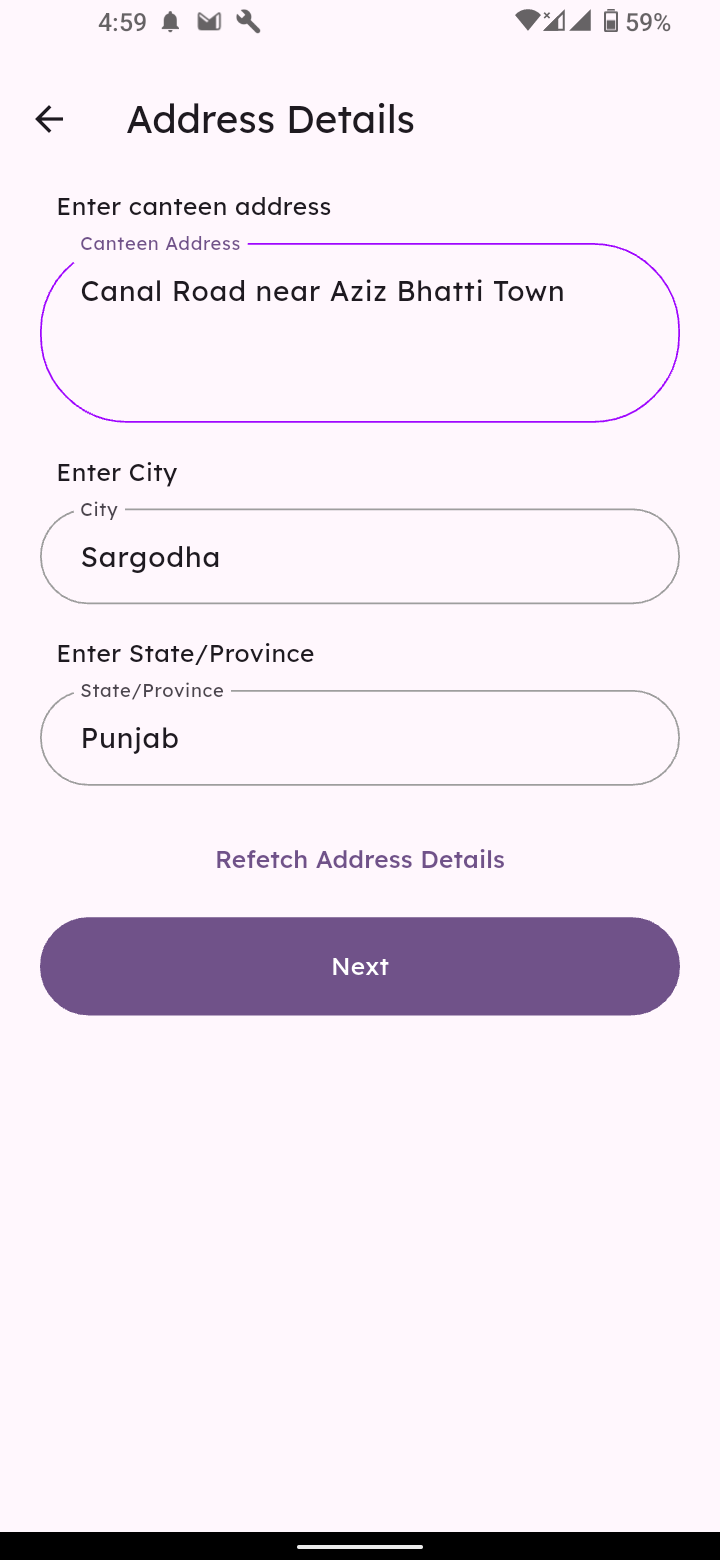 4:59
59%
Address Details
Enter canteen address
Canteen Address
Canal Road near Aziz Bhatti Town
Enter City
City
Sargodha
Enter State/Province
State/Province
Punjab
Refetch Address Details
Next